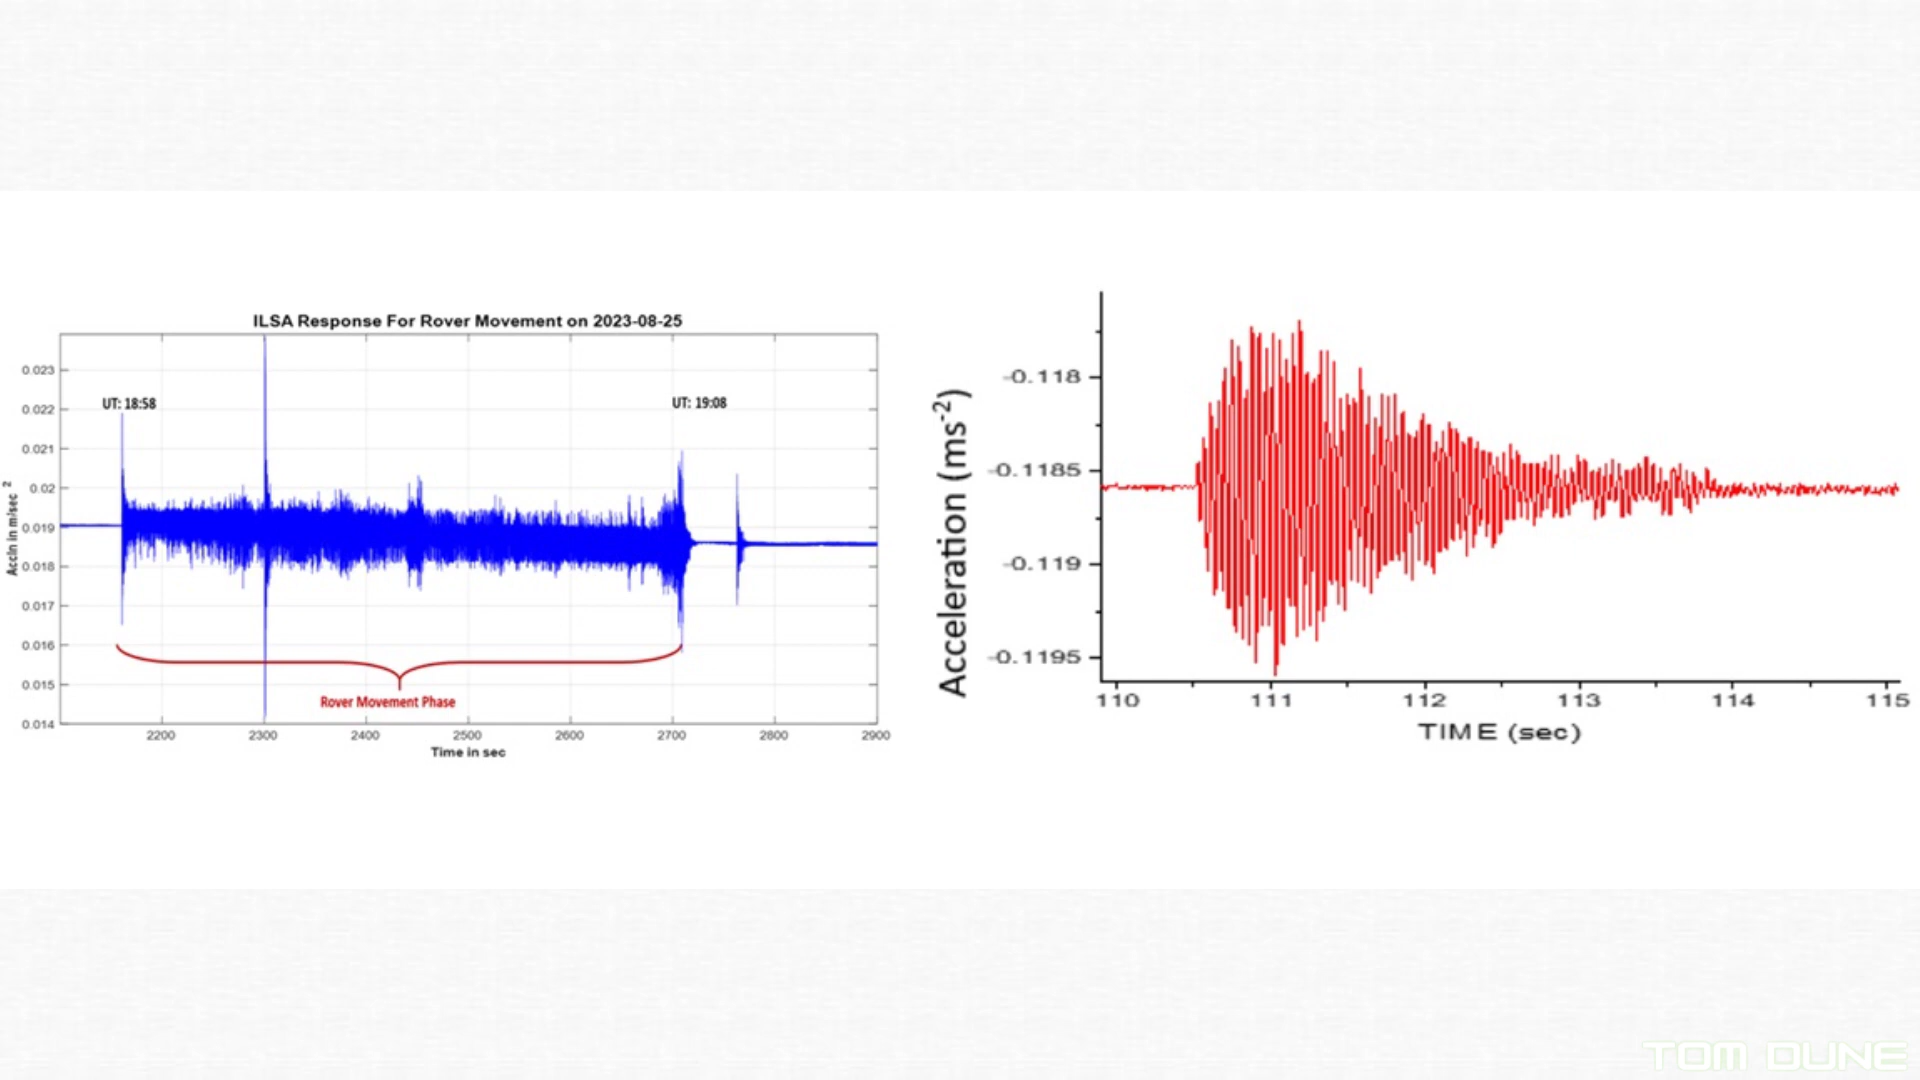 ILSA Response For Rover Movement on 2023-08-25
UT: 18:58
UT: 19:08
0.023
0.022
0.021
0.02
0.019
0.018
0.017
0.016
0.015
0.014
Accln in m/sec 2
Rover Movement Phase
2200 2300 2400 2500 2600 2700 2800 2900
Time in sec
Acceleration (ms-2)
-0.118
-0.1185
-0.119
-0.1195
110 111 112 113 114 115
TIME (sec)
TOM DUNE